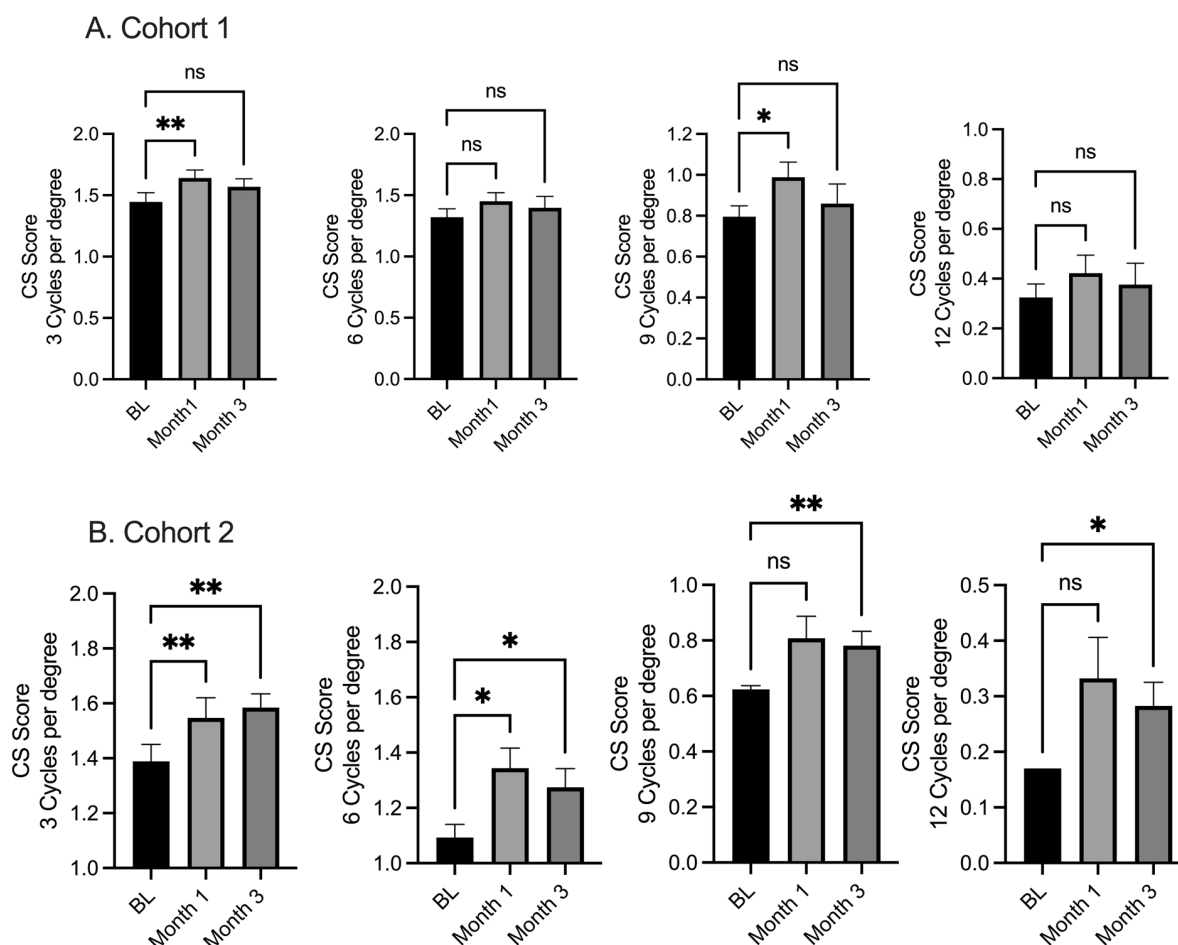 A. Cohort 1
ns
**
2.0
1.5
1.0
0.5
0.0
CS Score
3 Cycles per degree
BL
Month1
Month 3
ns
ns
2.0
1.5
1.0
0.5
0.0
CS Score
6 Cycles per degree
BL
Month1
Month 3
ns
*
1.2
1.0
0.8
0.6
0.4
0.2
0.0
CS Score
9 Cycles per degree
BL
Month1
Month 3
ns
ns
1.0
0.8
0.6
0.4
0.2
0.0
CS Score
12 Cycles per degree
BL
Month1
Month 3
B. Cohort 2
**
**
2.0
1.8
1.6
1.4
1.2
1.0
CS Score
3 Cycles per degree
BL
Month 1
Month 3
*
*
2.0
1.8
1.6
1.4
1.2
1.0
CS Score
6 Cycles per degree
BL
Month 1
Month 3
**
ns
1.0
0.8
0.6
0.4
0.2
0.0
CS Score
9 Cycles per degree
BL
Month 1
Month 3
*
ns
0.5
0.4
0.3
0.2
0.1
0.0
CS Score
12 Cycles per degree
BL
Month 1
Month 3